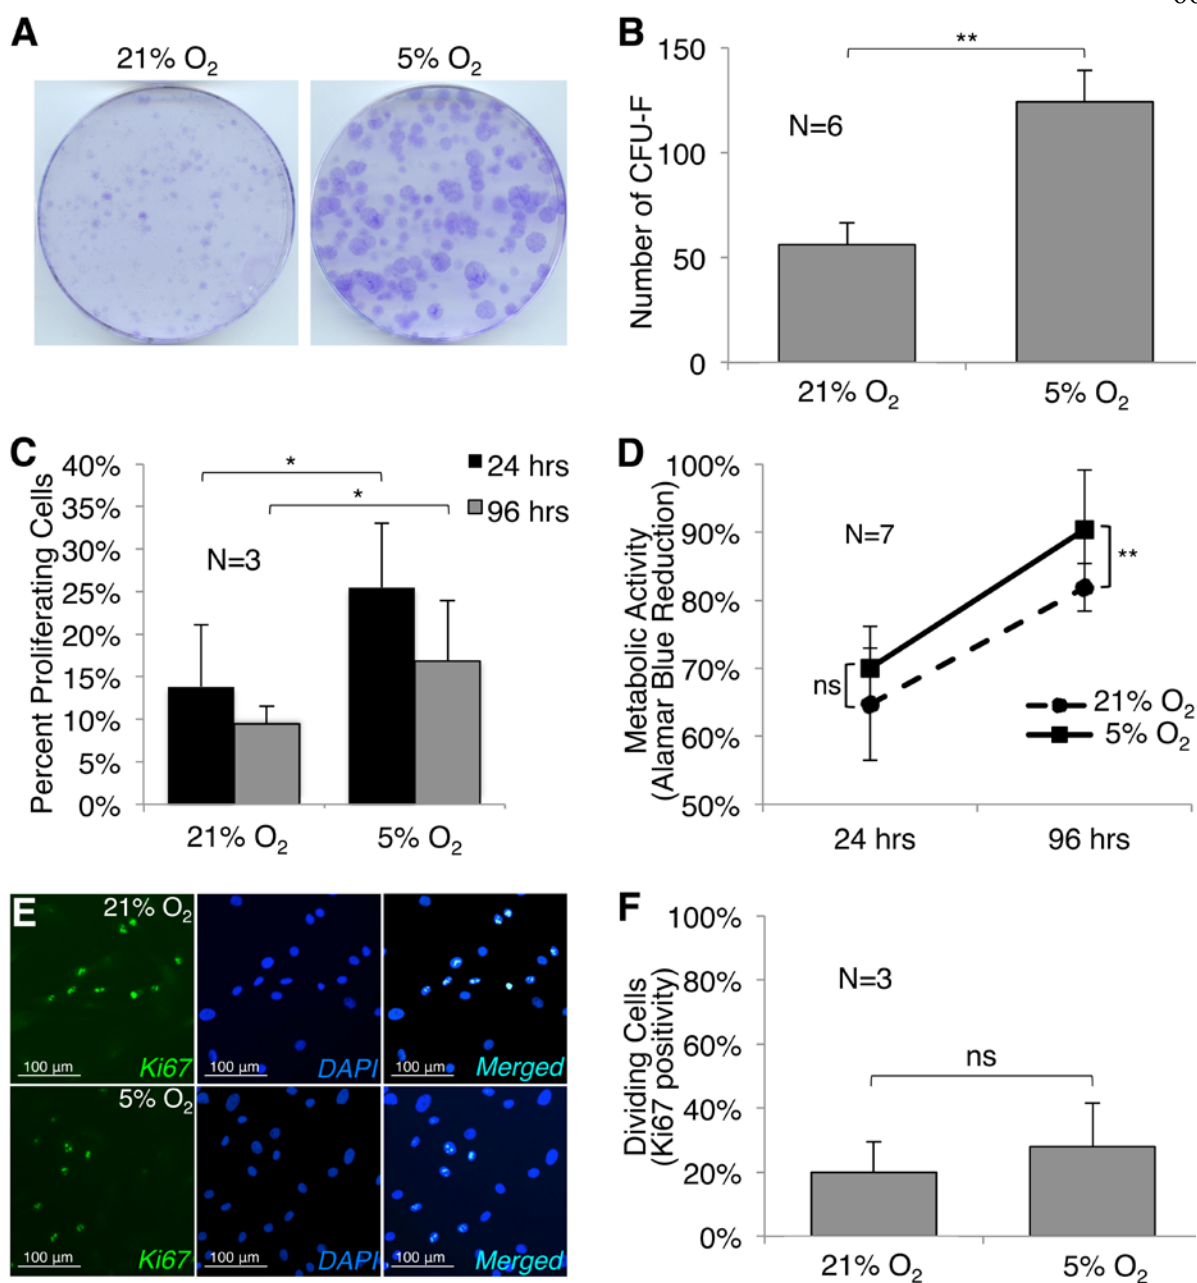 A
21% O2
5% O2
B
150
100
50
0
Number of CFU-F
N=6
**
21% O2
5% O2
C
40%
35%
30%
25%
20%
15%
10%
5%
0%
Percent Proliferating Cells
N=3
*
*
24 hrs
96 hrs
21% O2
5% O2
D
100%
90%
80%
70%
60%
50%
Metabolic Activity
(Alamar Blue Reduction)
N=7
ns
**
21% O2
5% O2
24 hrs
96 hrs
E
21% O2
100 µm
Ki67
100 µm
DAPI
100 µm
Merged
5% O2
100 µm
Ki67
100 µm
DAPI
100 µm
Merged
F
100%
80%
60%
40%
20%
0%
Dividing Cells
(Ki67 positivity)
N=3
ns
21% O2
5% O2